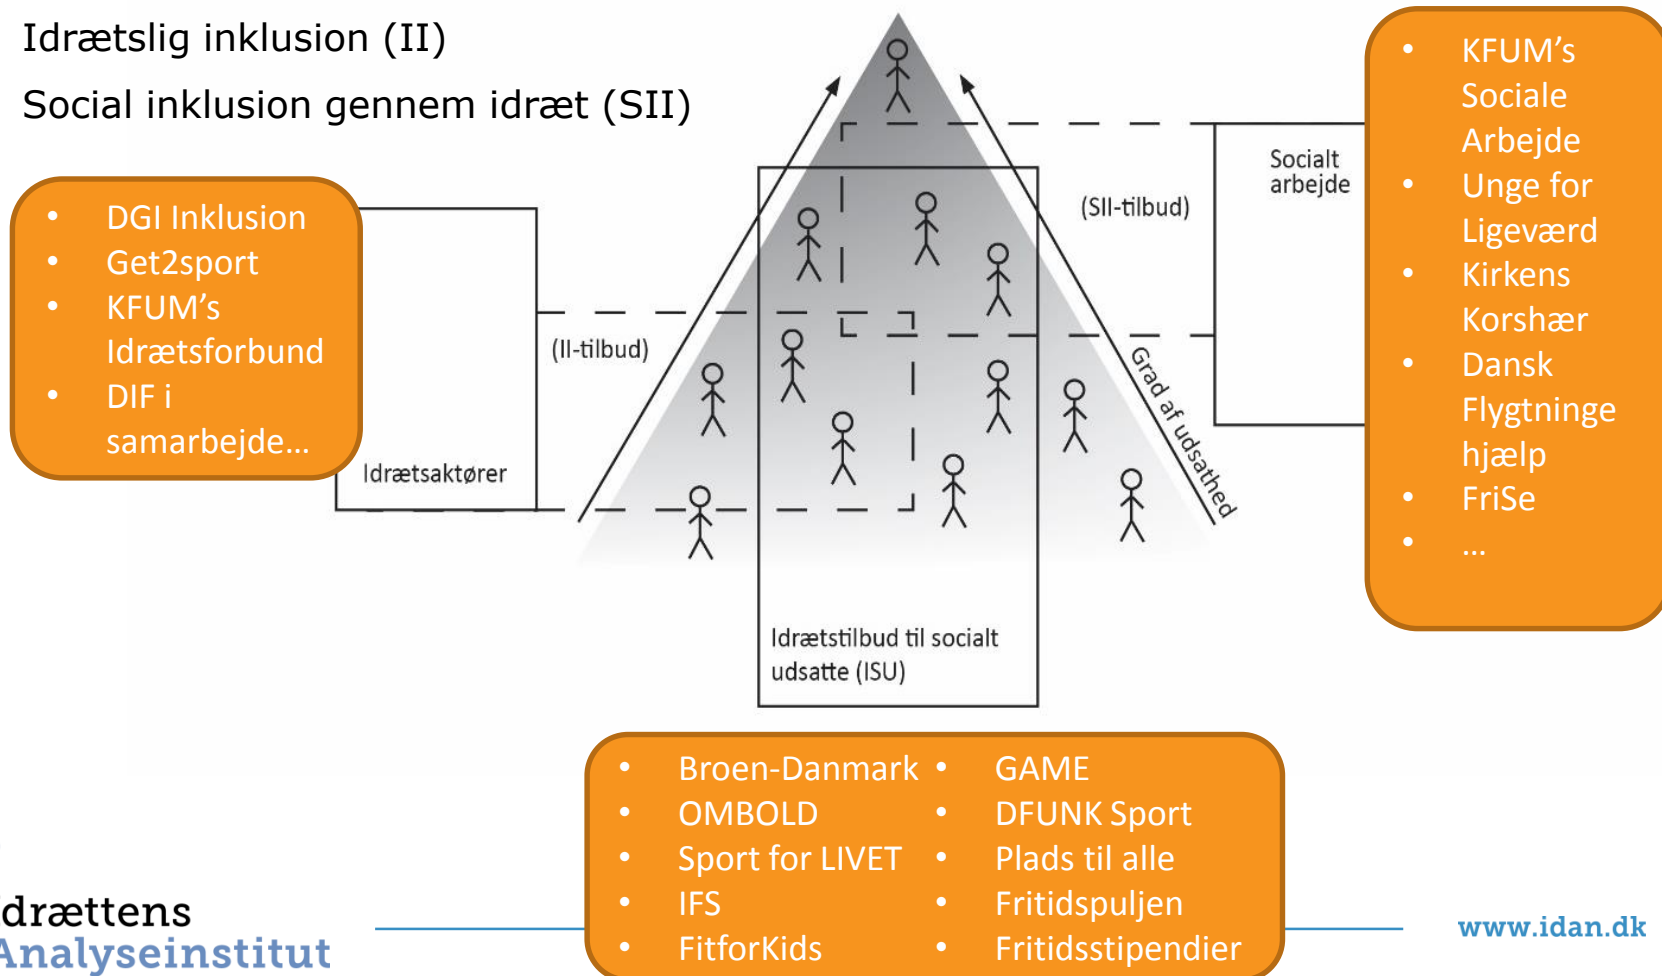 Idrætslig inklusion (II)
Social inklusion gennem idræt (SII)
• DGI Inklusion
• Get2sport
• KFUM’s
Idrætsforbund
• DIF i
samarbejde...
Idrætsaktører
(II-tilbud)
(SII-tilbud)
Socialt
arbejde
Grad af udsathed
Idrætstilbud til socialt
udsatte (ISU)
• KFUM’s
Sociale
Arbejde
• Unge for
Ligeværd
• Kirkens
Korshær
• Dansk
Flygtninge
hjælp
• FriSe
• ...
• Broen-Danmark
• OMBOLD
• Sport for LIVET
• IFS
• FitforKids
• GAME
• DFUNK Sport
• Plads til alle
• Fritidspuljen
• Fritidsstipendier
drættens
Analyseinstitut
www.idan.dk